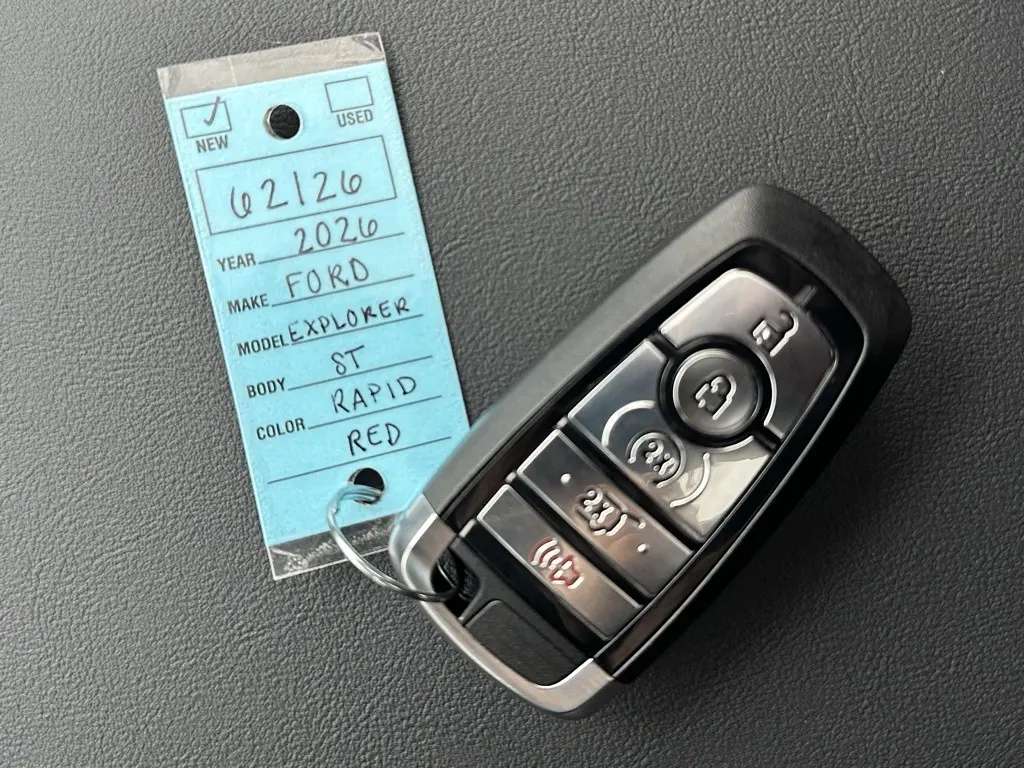 NEW USED
62126
YEAR 2026
MAKE FORD
MODEL EXPLORER
BODY ST
COLOR RAPID
RED